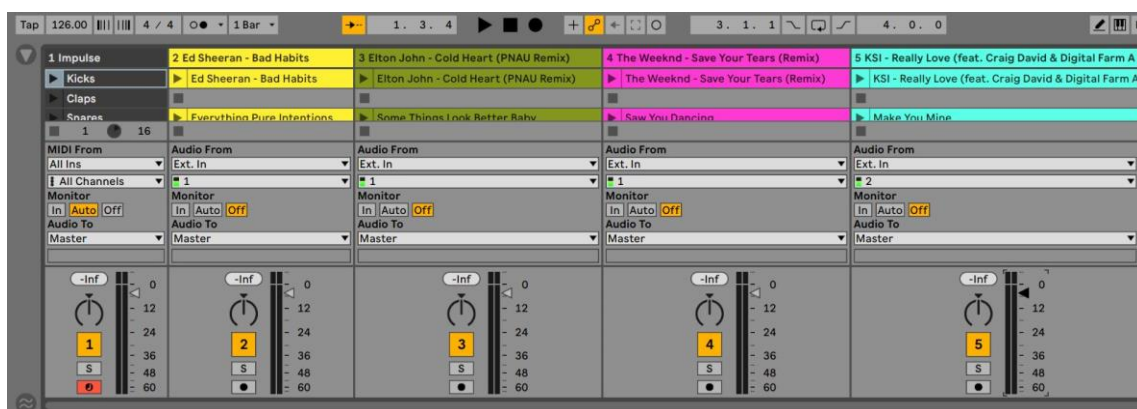 Tap 126.00 4 / 4 1 Bar 1. 3. 4 3. 1. 1 4. 0. 0
1 Impulse 2 Ed Sheeran - Bad Habits 3 Elton John - Cold Heart (PNAU Remix) 4 The Weeknd - Save Your Tears (Remix) 5 KSI - Really Love (feat. Craig David & Digital Farm A
Kicks Ed Sheeran - Bad Habits Elton John - Cold Heart (PNAU Remix) The Weeknd - Save Your Tears (Remix) KSI - Really Love (feat. Craig David & Digital Farm A
Claps
Snares Everything Pure Intentions Some Things Look Better Baby Saw You Dancing Make You Mine
1 16
MIDI From Audio From Audio From Audio From Audio From
All Ins Ext. In Ext. In Ext. In Ext. In
All Channels 1 1 1 2
Monitor Monitor Monitor Monitor Monitor
In Auto Off In Auto Off In Auto Off In Auto Off In Auto Off
Audio To Audio To Audio To Audio To Audio To
Master Master Master Master Master
-Inf 0 -Inf 0 -Inf 0 -Inf 0 -Inf 0
12 12 12 12 12
24 24 24 24 24
1 2 3 4 5
36 36 36 36 36
S 48 S 48 S 48 S 48 S 48
60 60 60 60 60